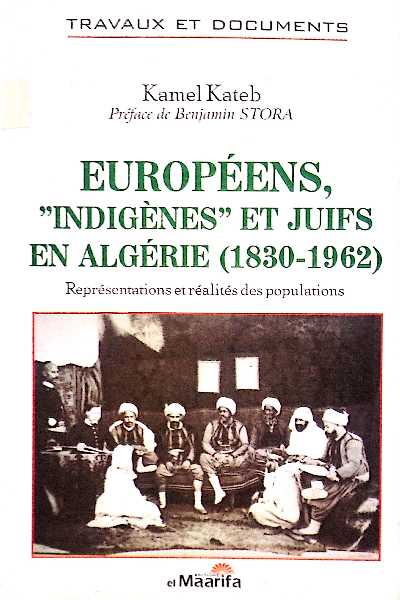 TRAVAUX ET DOCUMENTS
Kamel Kateb
Préface de Benjamin STORA
EUROPÉENS,
"INDIGÈNES" ET JUIFS
EN ALGÉRIE (1830-1962)
Représentations et réalités des populations
el Maarifa